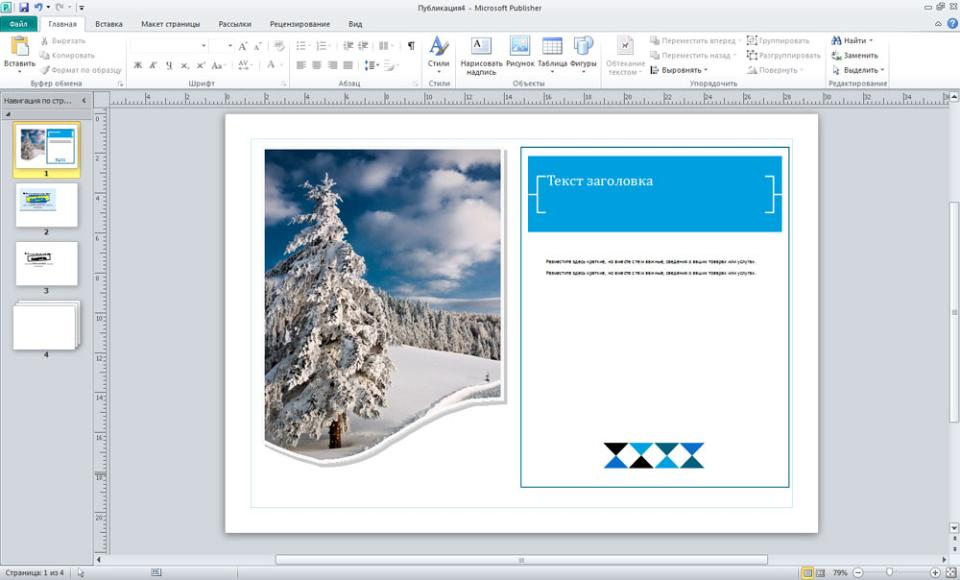 Публикация4 - Microsoft Publisher
Файл Главная Вставка Макет страницы Рассылки Рецензирование Вид
Вставить
Вырезать
Копировать
Формат по образцу
Буфер обмена
Ж К Ч
Aa
Шрифт
Абзац
Стили
Стили
Нарисовать надпись
Рисунок Таблица Фигуры
Объекты
Обтекание текстом
Переместить вперед
Переместить назад
Выровнять
Группировать
Разгруппировать
Повернуть
Упорядочить
Найти
Заменить
Выделить
Редактирование
Навигация по стр...
1
2
3
4
Текст заголовка
Разместите здесь краткие, но вместе с тем важные, сведения о ваших товарах или услугах.
Разместите здесь краткие, но вместе с тем важные, сведения о ваших товарах или услугах.
Страница: 1 из 4
79%